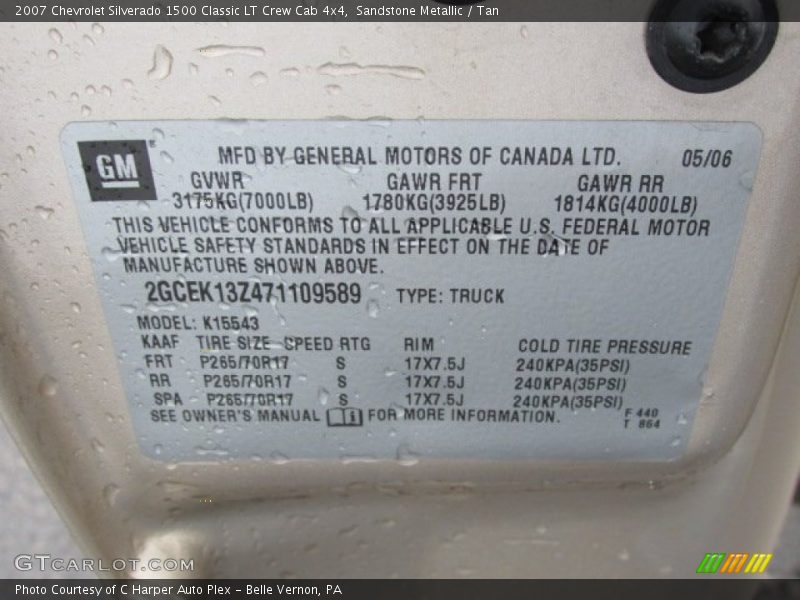 2007 Chevrolet Silverado 1500 Classic LT Crew Cab 4x4, Sandstone Metallic / Tan
GM
MFD BY GENERAL MOTORS OF CANADA LTD. 05/06
GVWR GAWR FRT GAWR RR
3175KG(7000LB) 1780KG(3925LB) 1814KG(4000LB)
THIS VEHICLE CONFORMS TO ALL APPLICABLE U.S. FEDERAL MOTOR
VEHICLE SAFETY STANDARDS IN EFFECT ON THE DATE OF
MANUFACTURE SHOWN ABOVE.
2GCEK13Z471109589 TYPE: TRUCK
MODEL: K15543
KAAF TIRE SIZE SPEED RTG RIM COLD TIRE PRESSURE
FRT P265/70R17 S 17X7.5J 240KPA(35PSI)
RR P265/70R17 S 17X7.5J 240KPA(35PSI)
SPA P265/70R17 S 17X7.5J 240KPA(35PSI)
SEE OWNER'S MANUAL FOR MORE INFORMATION.
F 440
T 864
GTCARLOT.COM
Photo Courtesy of C Harper Auto Plex - Belle Vernon, PA